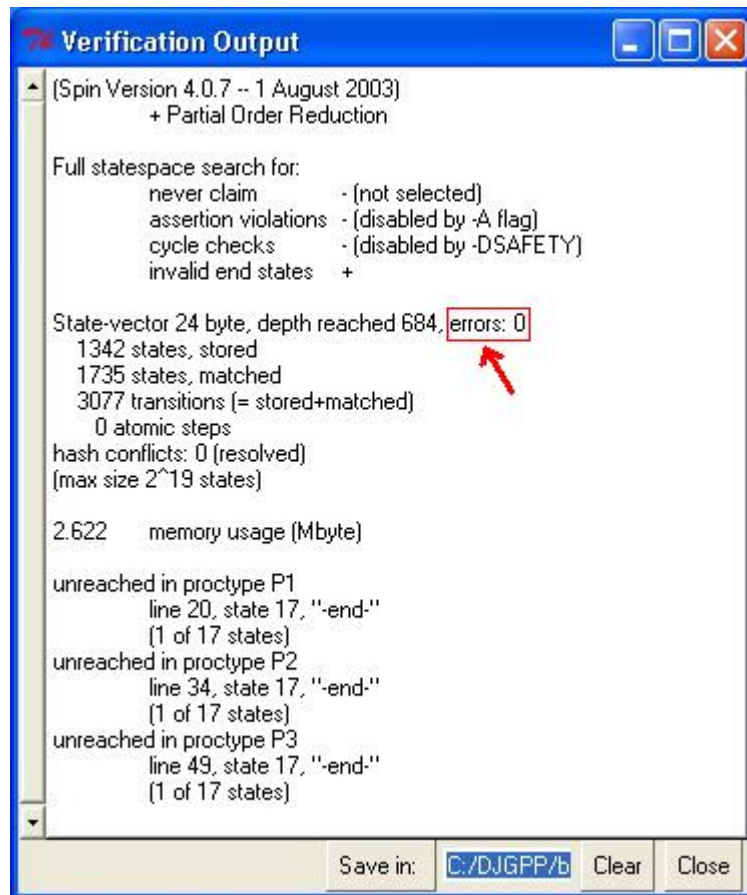 Verification Output
(Spin Version 4.0.7 -- 1 August 2003)
+ Partial Order Reduction
Full statespace search for:
never claim - (not selected)
assertion violations - (disabled by -A flag)
cycle checks - (disabled by -DSAFETY)
invalid end states +
State-vector 24 byte, depth reached 684, errors: 0
1342 states, stored
1735 states, matched
3077 transitions (= stored+matched)
0 atomic steps
hash conflicts: 0 (resolved)
(max size 2^19 states)
2.622 memory usage (Mbyte)
unreached in proctype P1
line 20, state 17, "-end-"
(1 of 17 states)
unreached in proctype P2
line 34, state 17, "-end-"
(1 of 17 states)
unreached in proctype P3
line 49, state 17, "-end-"
(1 of 17 states)
Save in: C:/DJGPP/b Clear Close